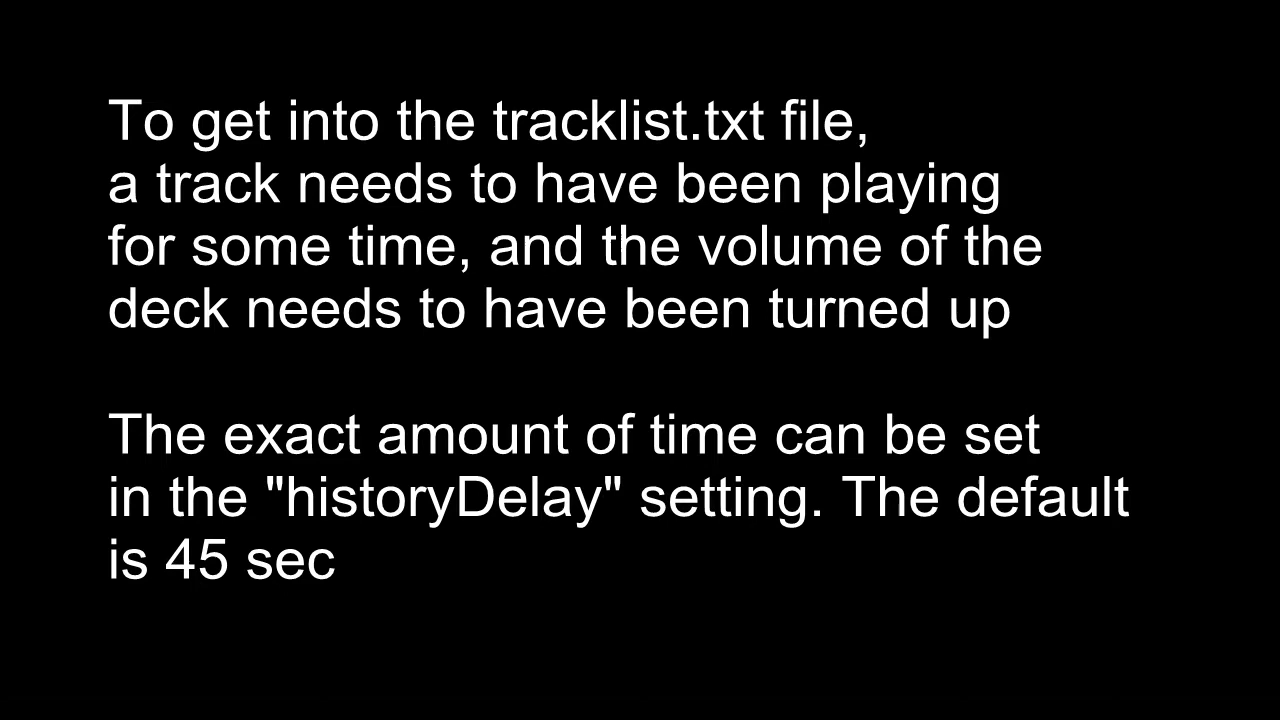 To get into the tracklist.txt file,
a track needs to have been playing
for some time, and the volume of the
deck needs to have been turned up
The exact amount of time can be set
in the "historyDelay" setting. The default
is 45 sec